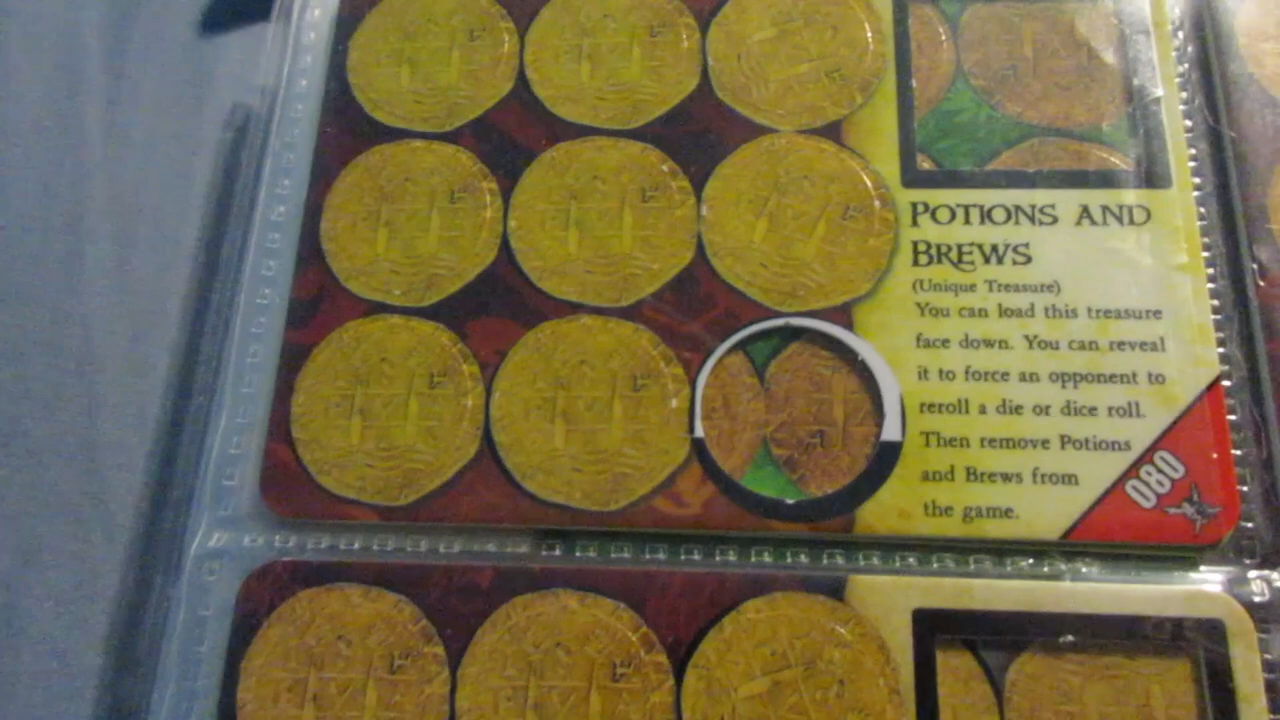 POTIONS AND
BREWS
(Unique Treasure)
You can load this treasure
face down. You can reveal
it to force an opponent to
reroll a die or dice roll.
Then remove Potions
and Brews from
the game.
080